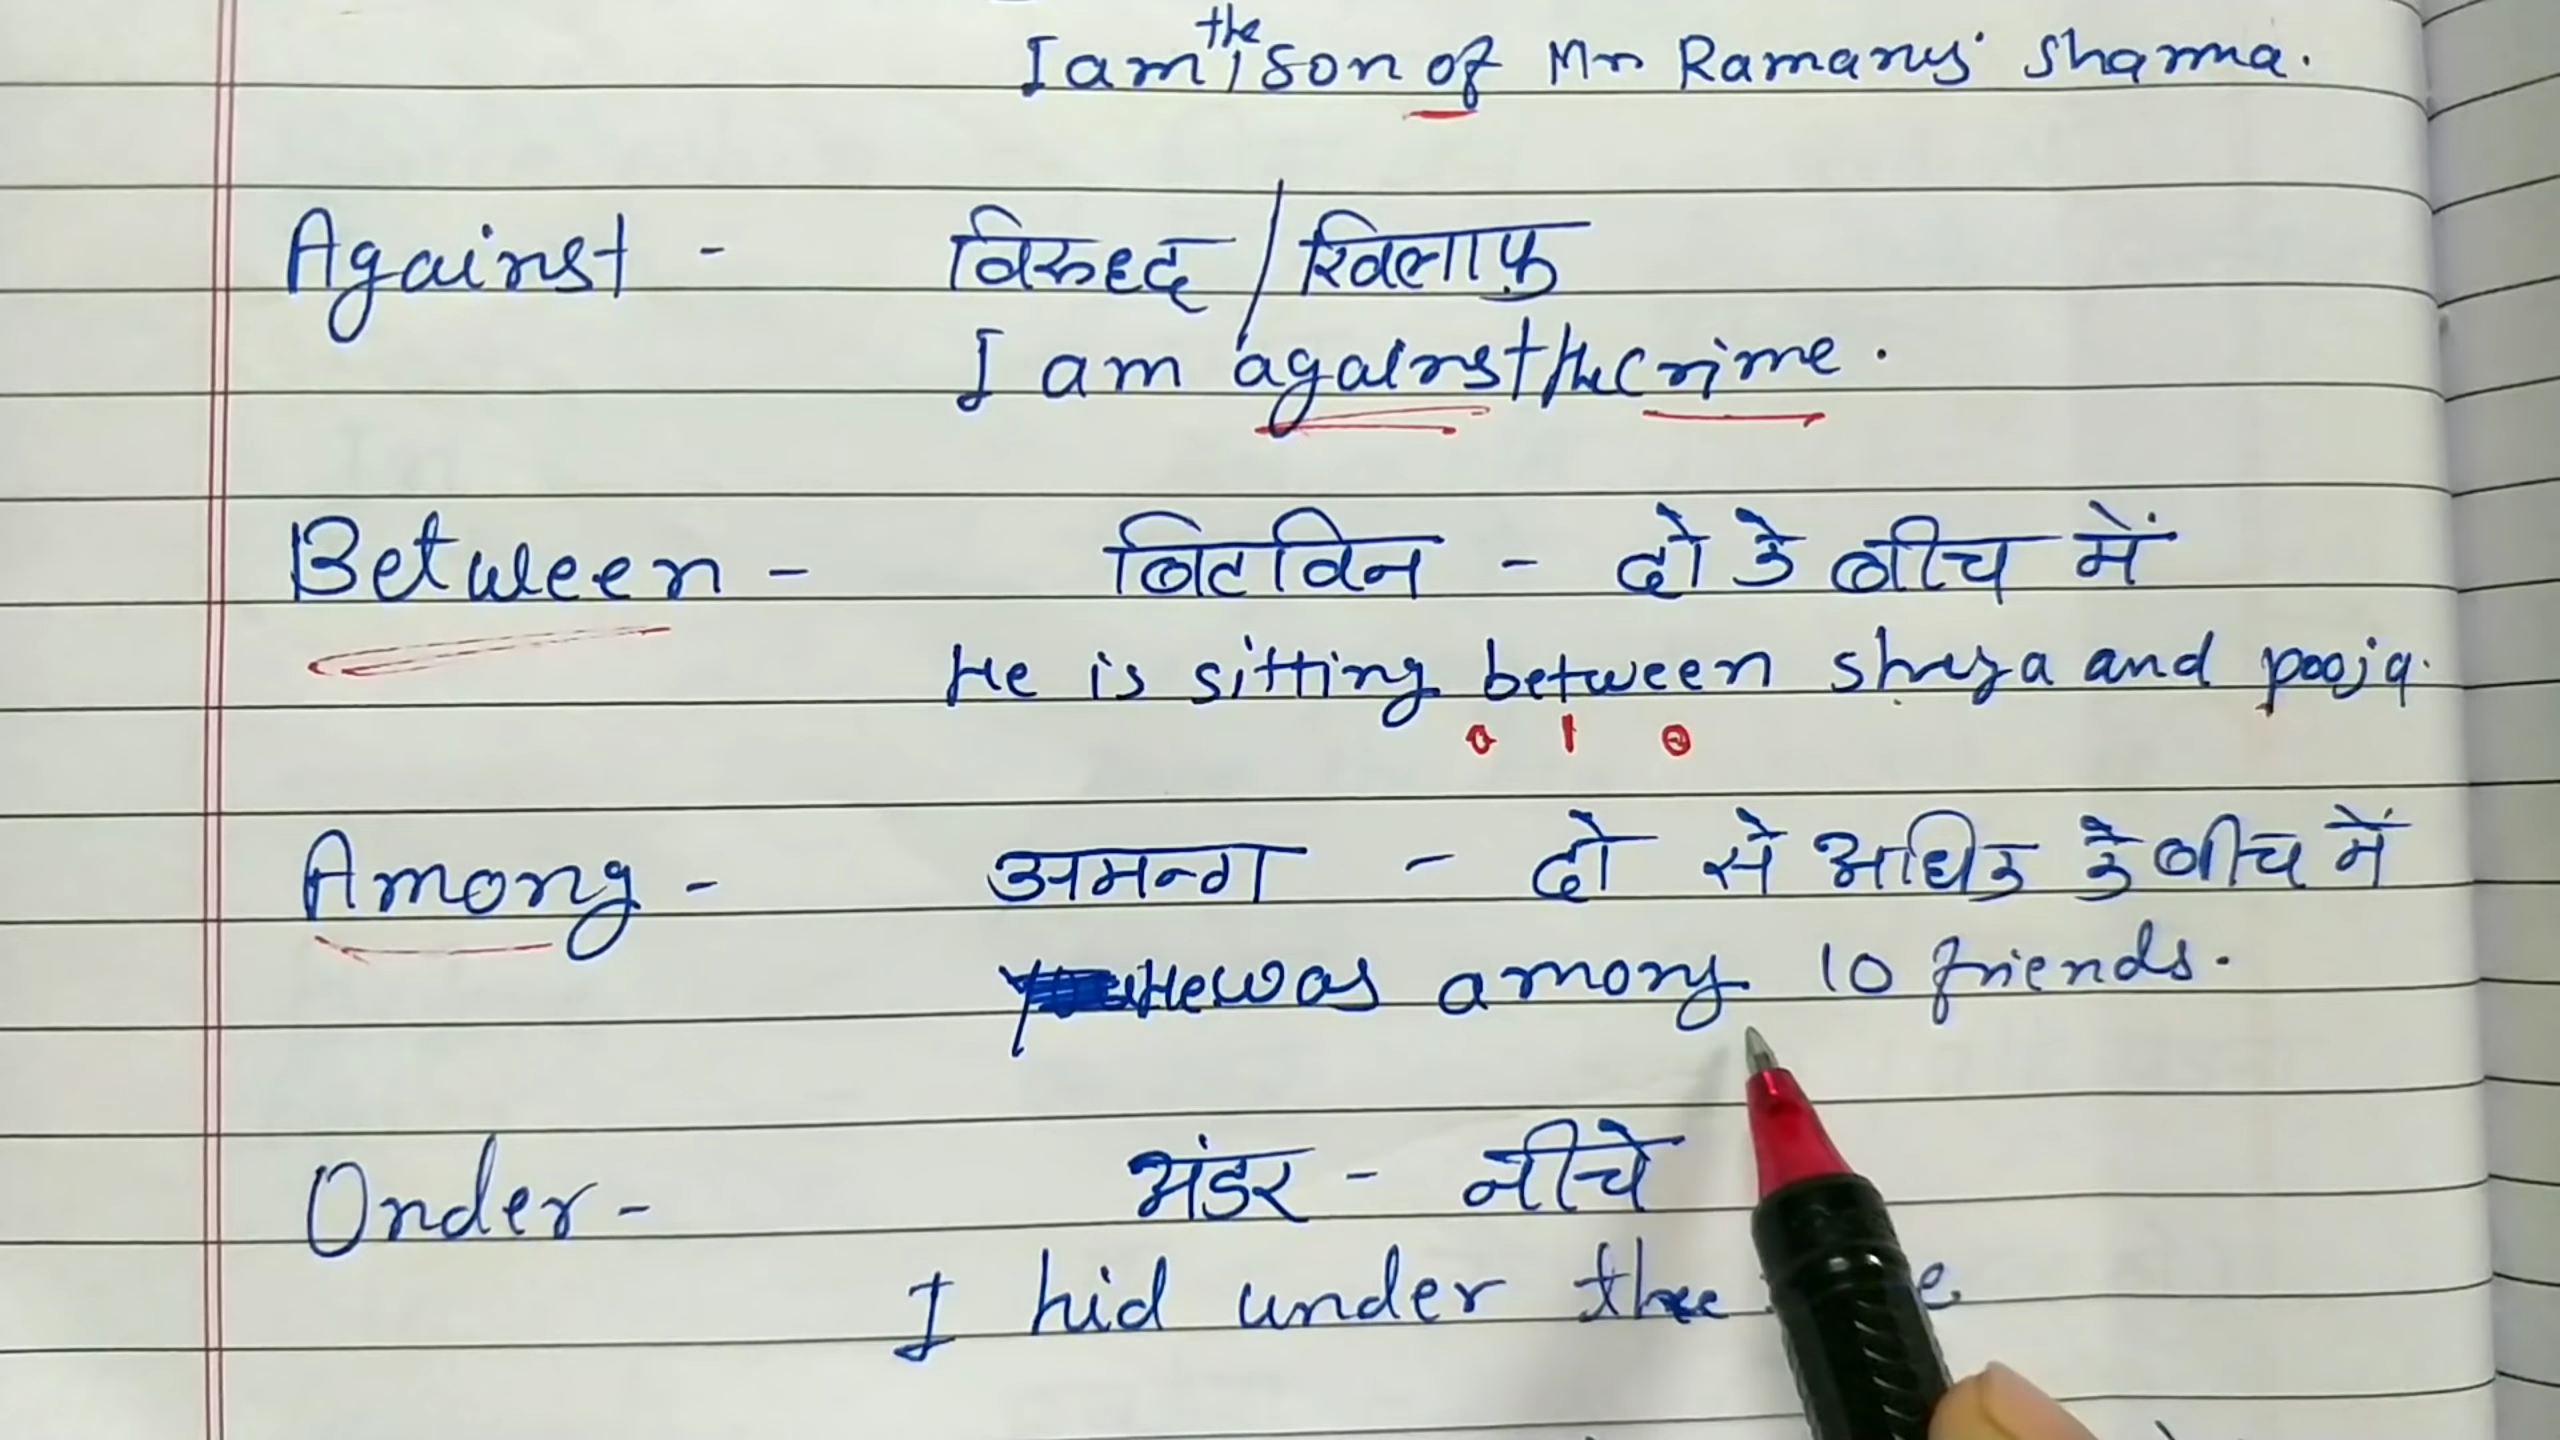 I am the son of Mr Ramanuj Sharma.
Against - विरुध्द / खिलाफ़
I am against the crime.
Between - बिटविन - दो के बीच में
He is sitting between shreya and pooja.
Among - अमन्ग - दो से अधिक के बीच में
He was among 10 friends.
Under - अंडर - नीचे
I hid under the